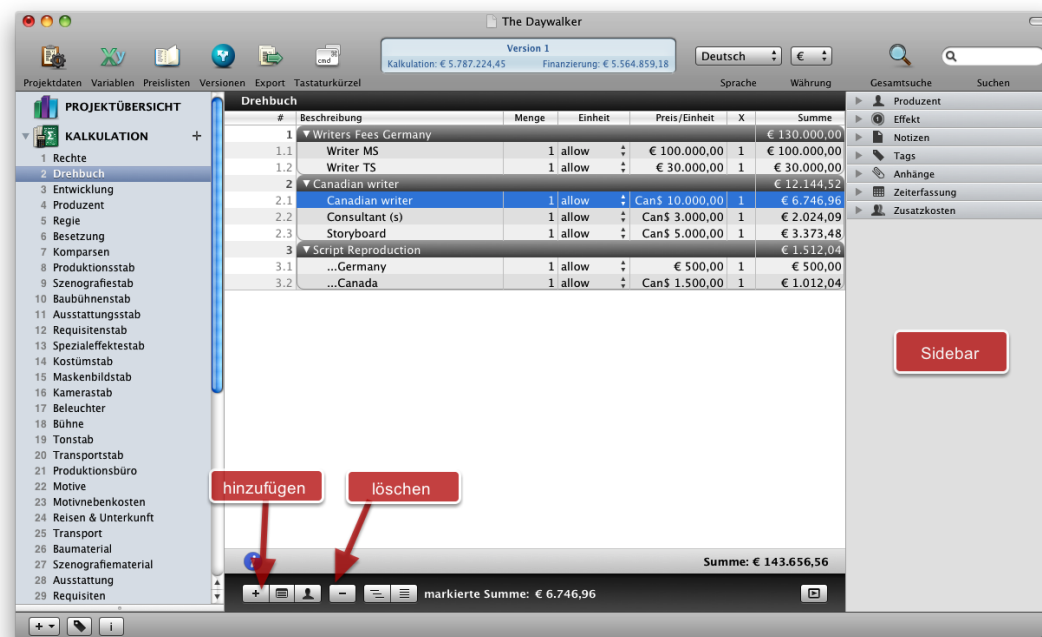 The Daywalker
Version 1
Kalkulation: € 5.787.224,45 Finanzierung: € 5.564.859,18
cmd
Deutsch €
Projektdaten Variablen Preislisten Versionen Export Tastaturkürzel Sprache Währung Gesamtsuche Suchen
PROJEKTÜBERSICHT
KALKULATION +
1 Rechte
2 Drehbuch
3 Entwicklung
4 Produzent
5 Regie
6 Besetzung
7 Komparsen
8 Produktionsstab
9 Szenografiestab
10 Baubühnenstab
11 Ausstattungsstab
12 Requisitenstab
13 Spezialeffektestab
14 Kostümstab
15 Maskenbildstab
16 Kamerastab
17 Beleuchter
18 Bühne
19 Tonstab
20 Transportstab
21 Produktionsbüro
22 Motive
23 Motivnebenkosten
24 Reisen & Unterkunft
25 Transport
26 Baumaterial
27 Szenografiematerial
28 Ausstattung
29 Requisiten
Drehbuch
# Beschreibung Menge Einheit Preis/Einheit X Summe
1 Writers Fees Germany € 130.000,00
1.1 Writer MS 1 allow € 100.000,00 1 € 100.000,00
1.2 Writer TS 1 allow € 30.000,00 1 € 30.000,00
2 Canadian writer € 12.144,52
2.1 Canadian writer 1 allow Can$ 10.000,00 1 € 6.746,96
2.2 Consultant (s) 1 allow Can$ 3.000,00 1 € 2.024,09
2.3 Storyboard 1 allow Can$ 5.000,00 1 € 3.373,48
3 Script Reproduction € 1.512,04
3.1 ...Germany 1 allow € 500,00 1 € 500,00
3.2 ...Canada 1 allow Can$ 1.500,00 1 € 1.012,04
Produzent
Effekt
Notizen
Tags
Anhänge
Zeiterfassung
Zusatzkosten
Sidebar
hinzufügen
löschen
Summe: € 143.656,56
markierte Summe: € 6.746,96